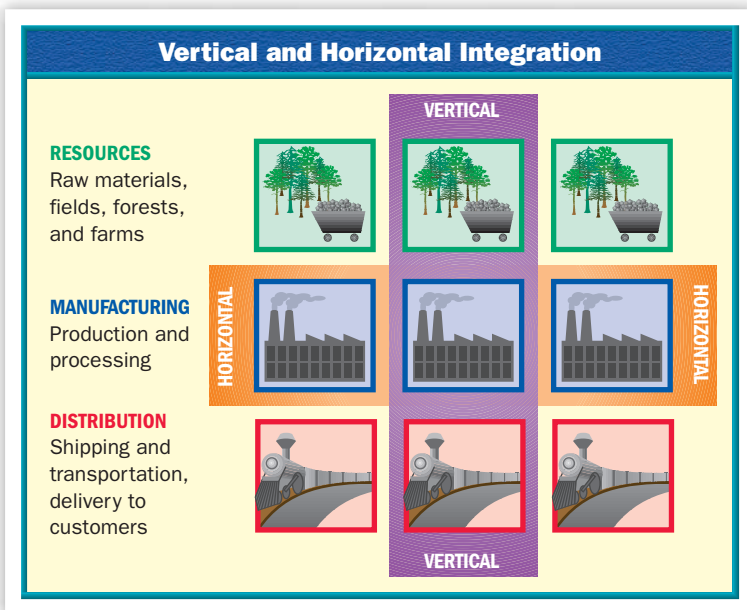 Vertical and Horizontal Integration
VERTICAL
RESOURCES
Raw materials,
fields, forests,
and farms
HORIZONTAL
MANUFACTURING
Production and
processing
HORIZONTAL
DISTRIBUTION
Shipping and
transportation,
delivery to
customers
VERTICAL